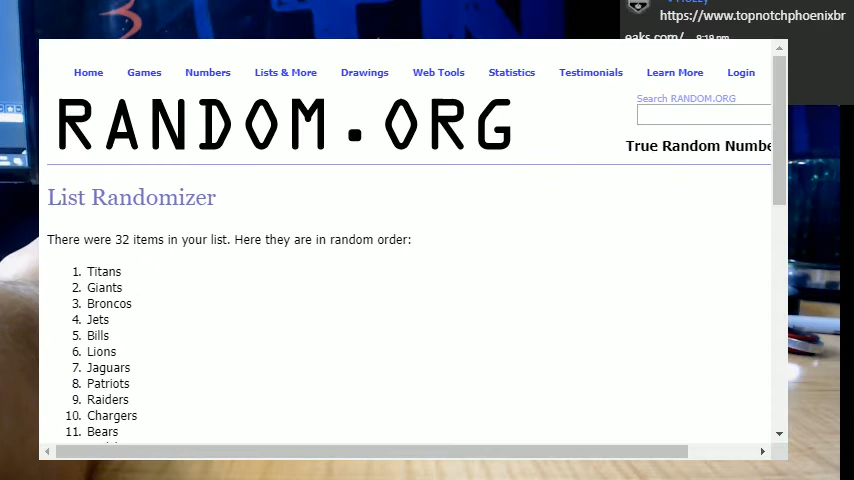 https://www.topnotchphoenixbr
eaks.com/ 9:19 pm
Home Games Numbers Lists & More Drawings Web Tools Statistics Testimonials Learn More Login
Search RANDOM.ORG
RANDOM.ORG
True Random Numbe
List Randomizer
There were 32 items in your list. Here they are in random order:
1. Titans
2. Giants
3. Broncos
4. Jets
5. Bills
6. Lions
7. Jaguars
8. Patriots
9. Raiders
10. Chargers
11. Bears